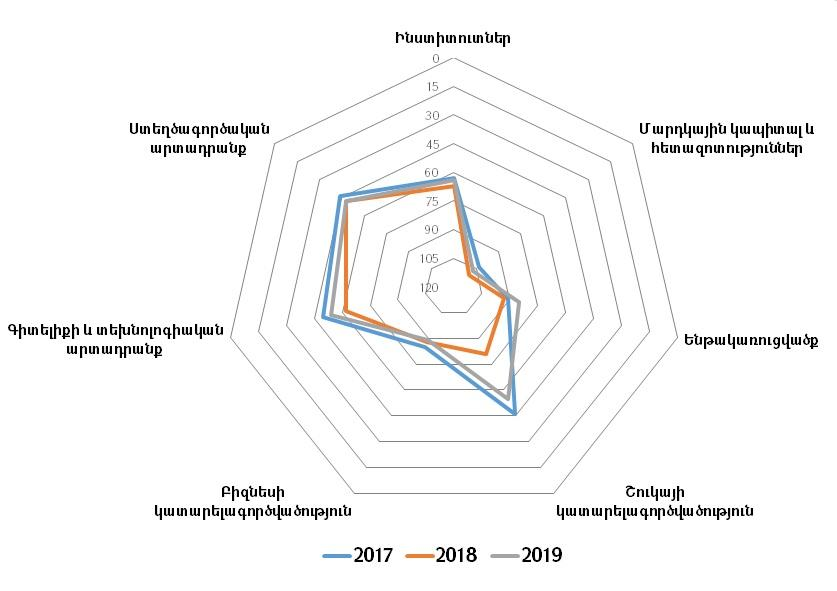 Ինստիտուտներ
0
15
30
45
60
75
90
105
120
Մարդկային կապիտալ և
հետազոտություններ
Ենթակառուցվածք
Շուկայի
կատարելագործվածություն
Բիզնեսի
կատարելագործվածություն
Գիտելիքի և տեխնոլոգիական
արտադրանք
Ստեղծագործական
արտադրանք
2017 2018 2019